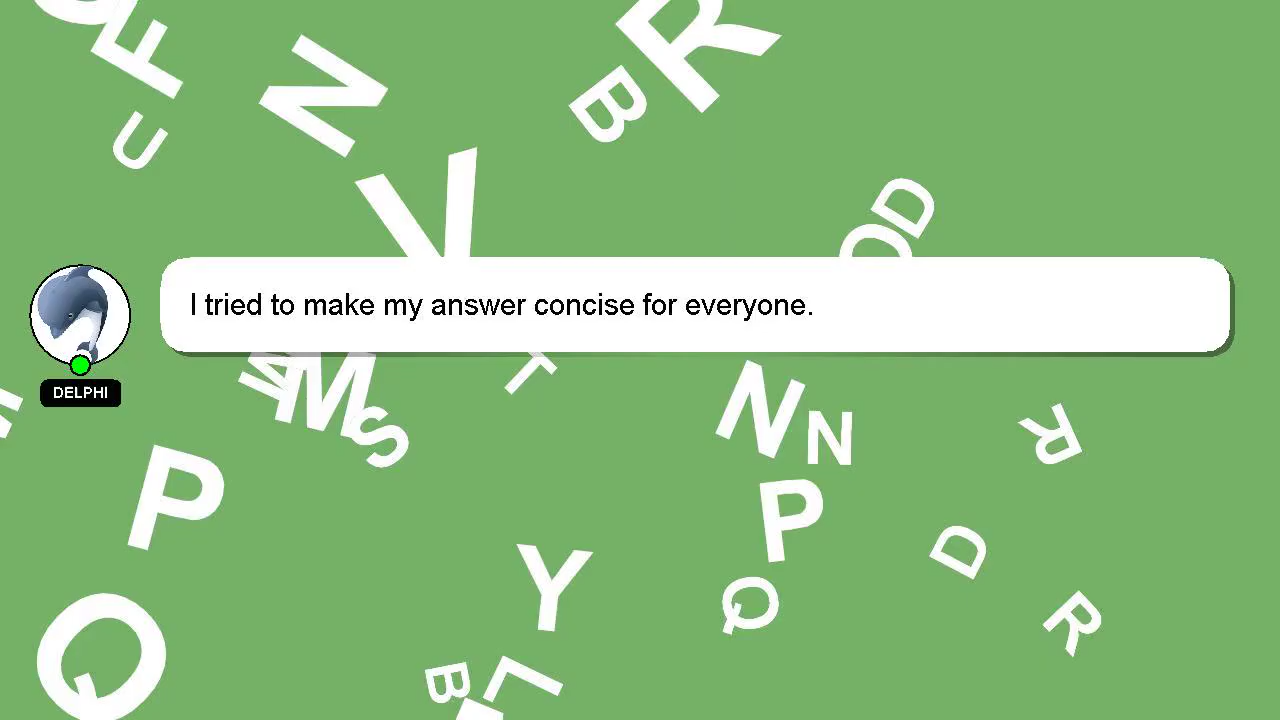 I tried to make my answer concise for everyone.
DELPHI
F
N
R
B
U
V
D
O
M
M
S
T
N
N
R
P
P
D
Y
Q
Q
R
B
L